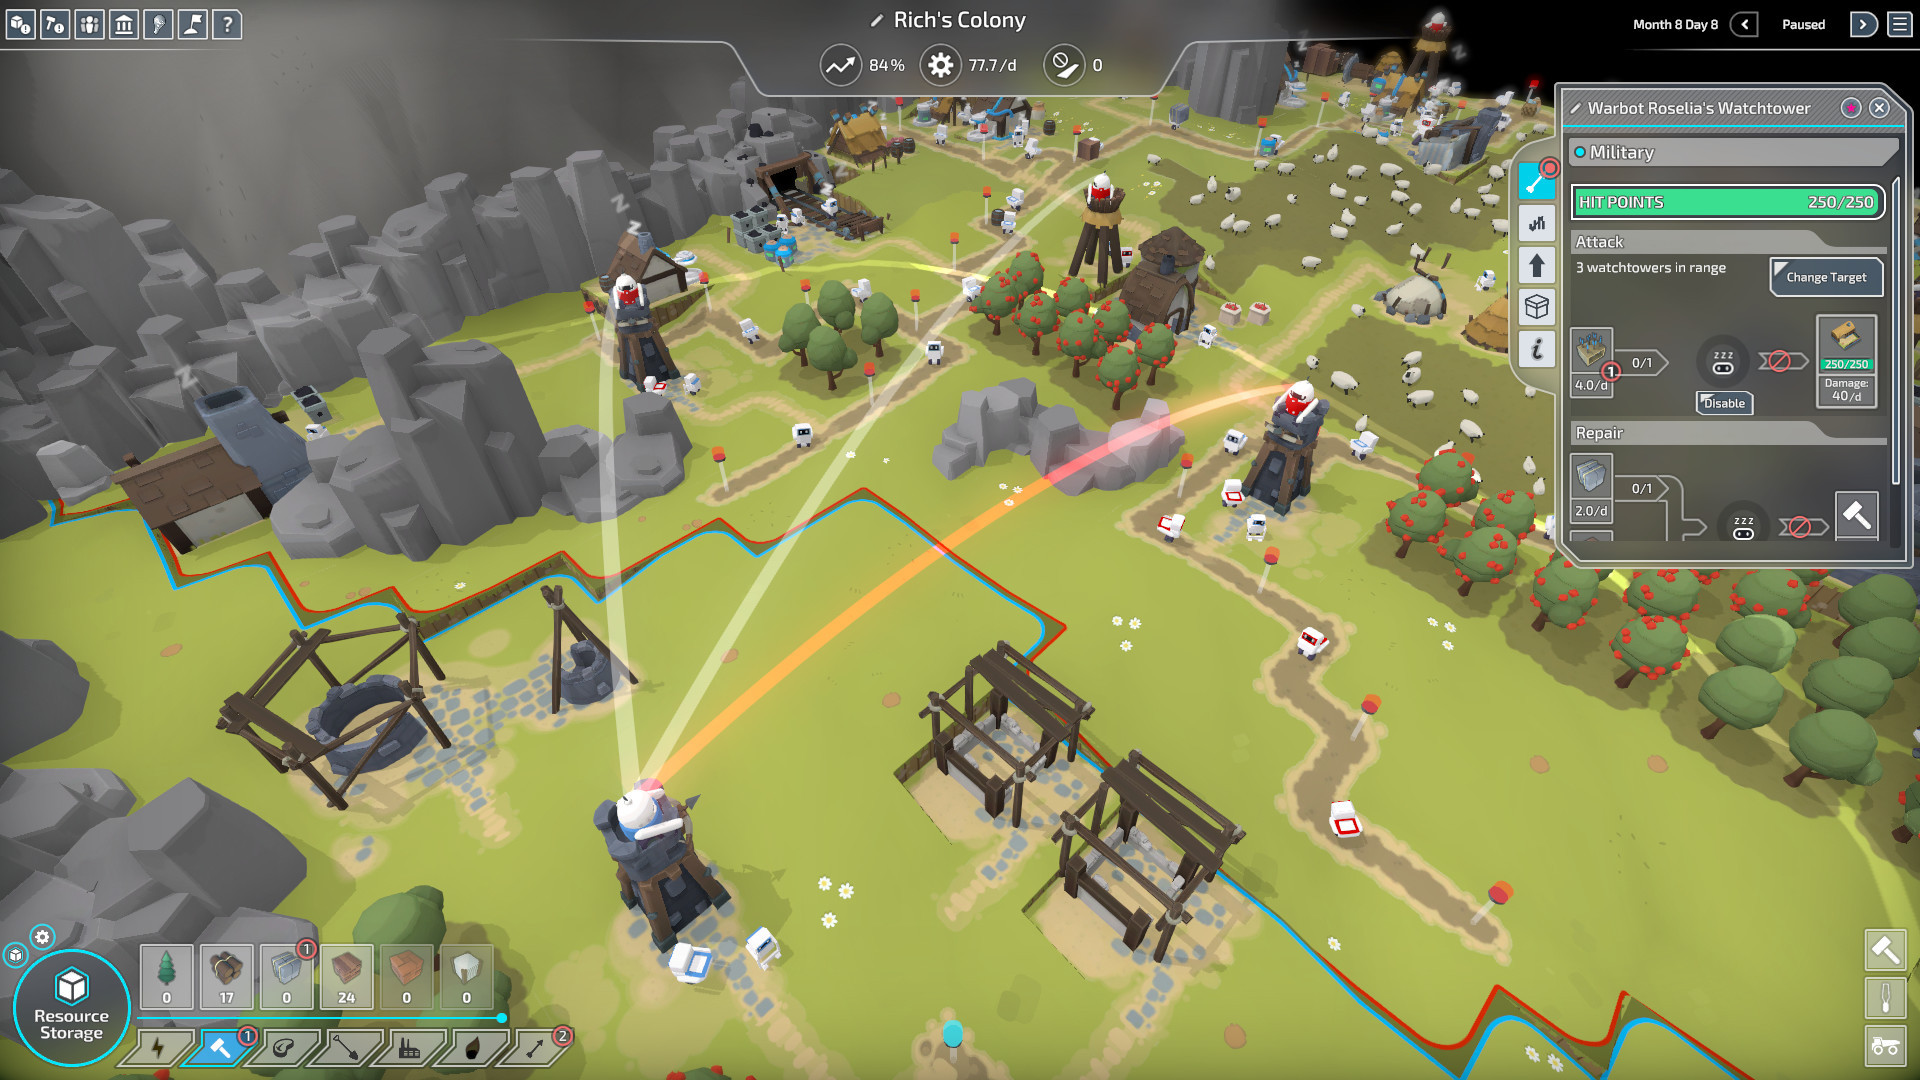 Rich's Colony
84%
77.7/d
0
Month 8 Day 8
Paused
?
Warbot Roselia's Watchtower
Military
HIT POINTS
250/250
Attack
3 watchtowers in range
Change Target
4.0/d
1
0/1
zzz
Disable
250/250
Damage:
40/d
Repair
2.0/d
0/1
zzz
i
z
z
z
Resource
Storage
0
17
1
0
24
0
0
1
2